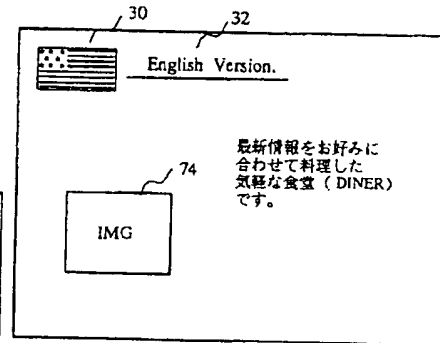 30
32
English Version.
最新情報をお好みに
合わせて料理した
気軽な食堂（DINER）
です。
74
IMG